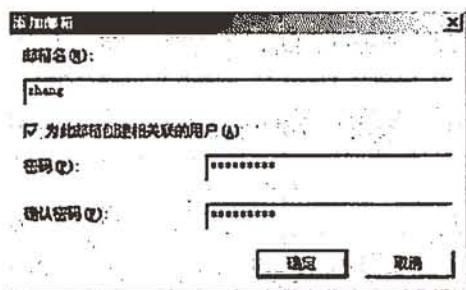 添加邮箱
邮箱名(N):
zhang
为此邮箱创建相关联的用户(A)
密码(P):
*********
确认密码(P):
*********
确定
取消